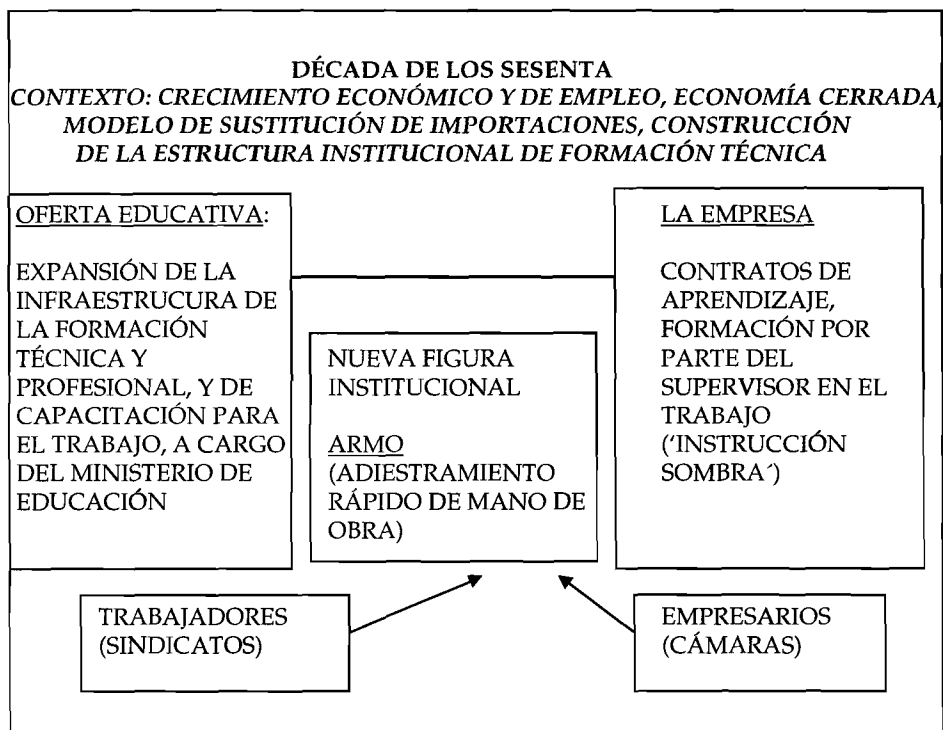 DÉCADA DE LOS SESENTA
CONTEXTO: CRECIMIENTO ECONÓMICO Y DE EMPLEO, ECONOMÍA CERRADA,
MODELO DE SUSTITUCIÓN DE IMPORTACIONES, CONSTRUCCIÓN
DE LA ESTRUCTURA INSTITUCIONAL DE FORMACIÓN TÉCNICA
OFERTA EDUCATIVA:
EXPANSIÓN DE LA
INFRAESTRUCURA DE
LA FORMACIÓN
TÉCNICA Y
PROFESIONAL, Y DE
CAPACITACIÓN PARA
EL TRABAJO, A CARGO
DEL MINISTERIO DE
EDUCACIÓN
NUEVA FIGURA
INSTITUCIONAL
ARMO
(ADIESTRAMIENTO
RÁPIDO DE MANO DE
OBRA)
LA EMPRESA
CONTRATOS DE
APRENDIZAJE,
FORMACIÓN POR
PARTE DEL
SUPERVISOR EN EL
TRABAJO
('INSTRUCCIÓN
SOMBRA´)
TRABAJADORES
(SINDICATOS)
EMPRESARIOS
(CÁMARAS)